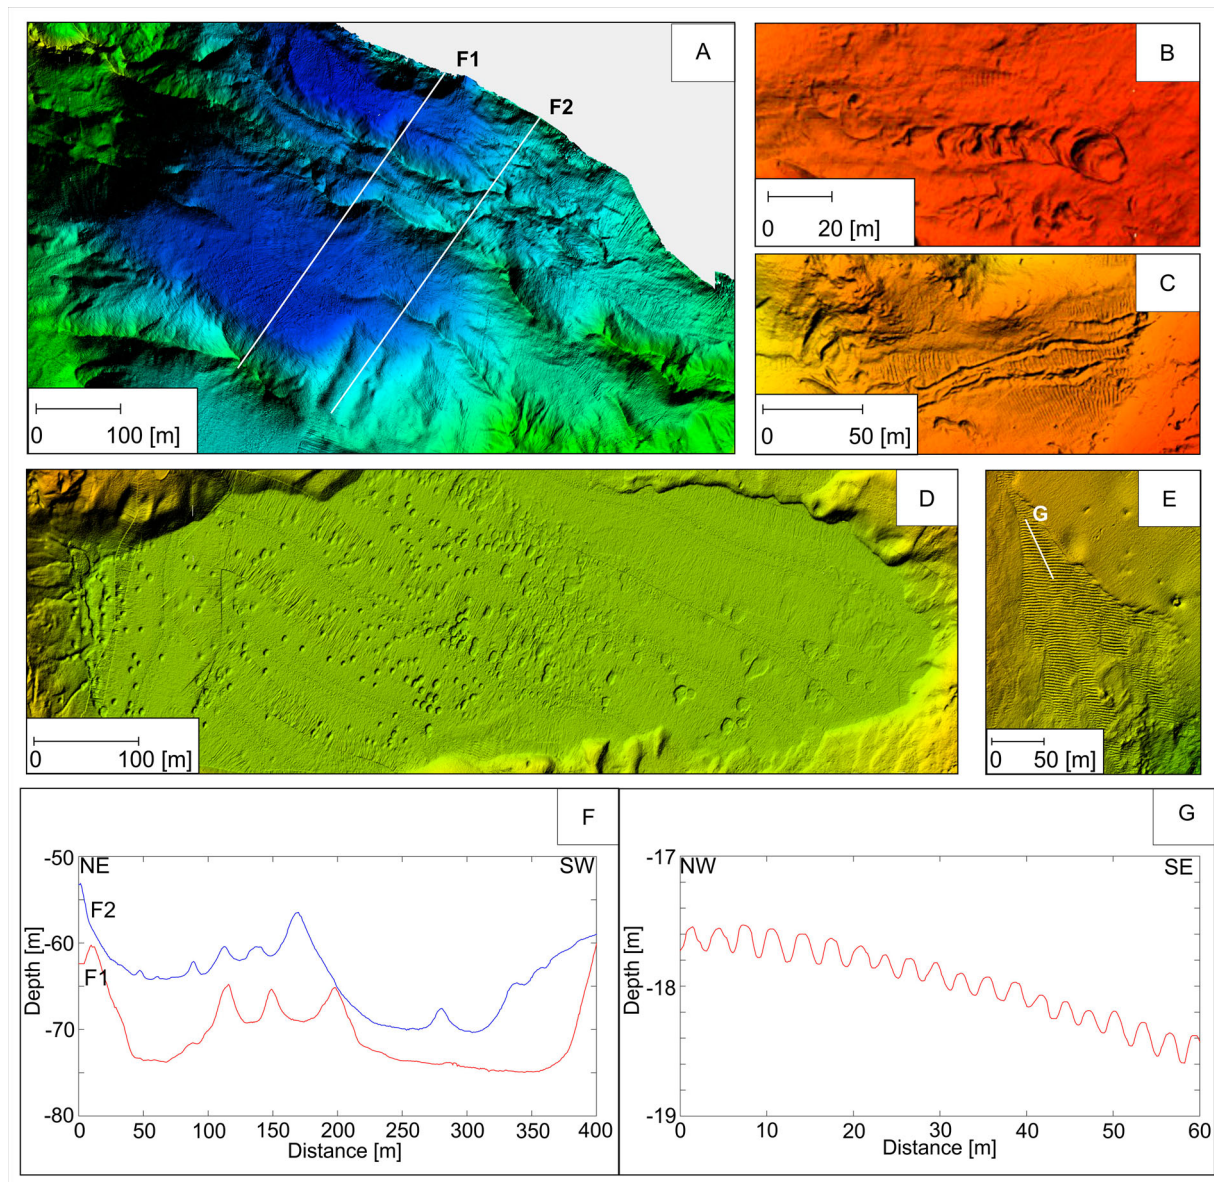 A
F1
F2
0 100 [m]
B
0 20 [m]
C
0 50 [m]
D
0 100 [m]
E
G
0 50 [m]
F
-50
NE
SW
F2
-60
F1
Depth [m]
-70
-80
0 50 100 150 200 250 300 350 400
Distance [m]
G
-17
NW
SE
Depth [m]
-18
-19
0 10 20 30 40 50 60
Distance [m]